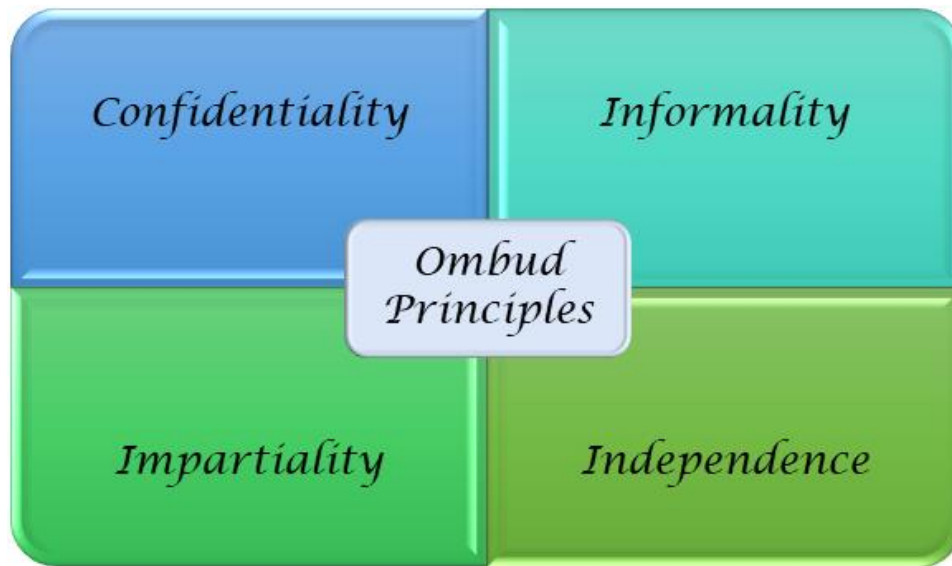 Confidentiality
Informality
Ombud
Principles
Impartiality
Independence